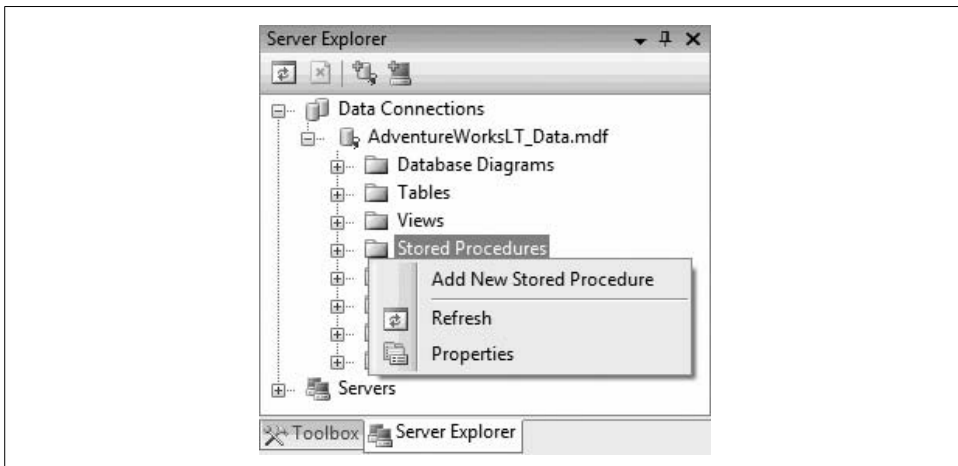 Server Explorer
Data Connections
AdventureWorksLT_Data.mdf
Database Diagrams
Tables
Views
Stored Procedures
Add New Stored Procedure
Refresh
Properties
Servers
Toolbox
Server Explorer